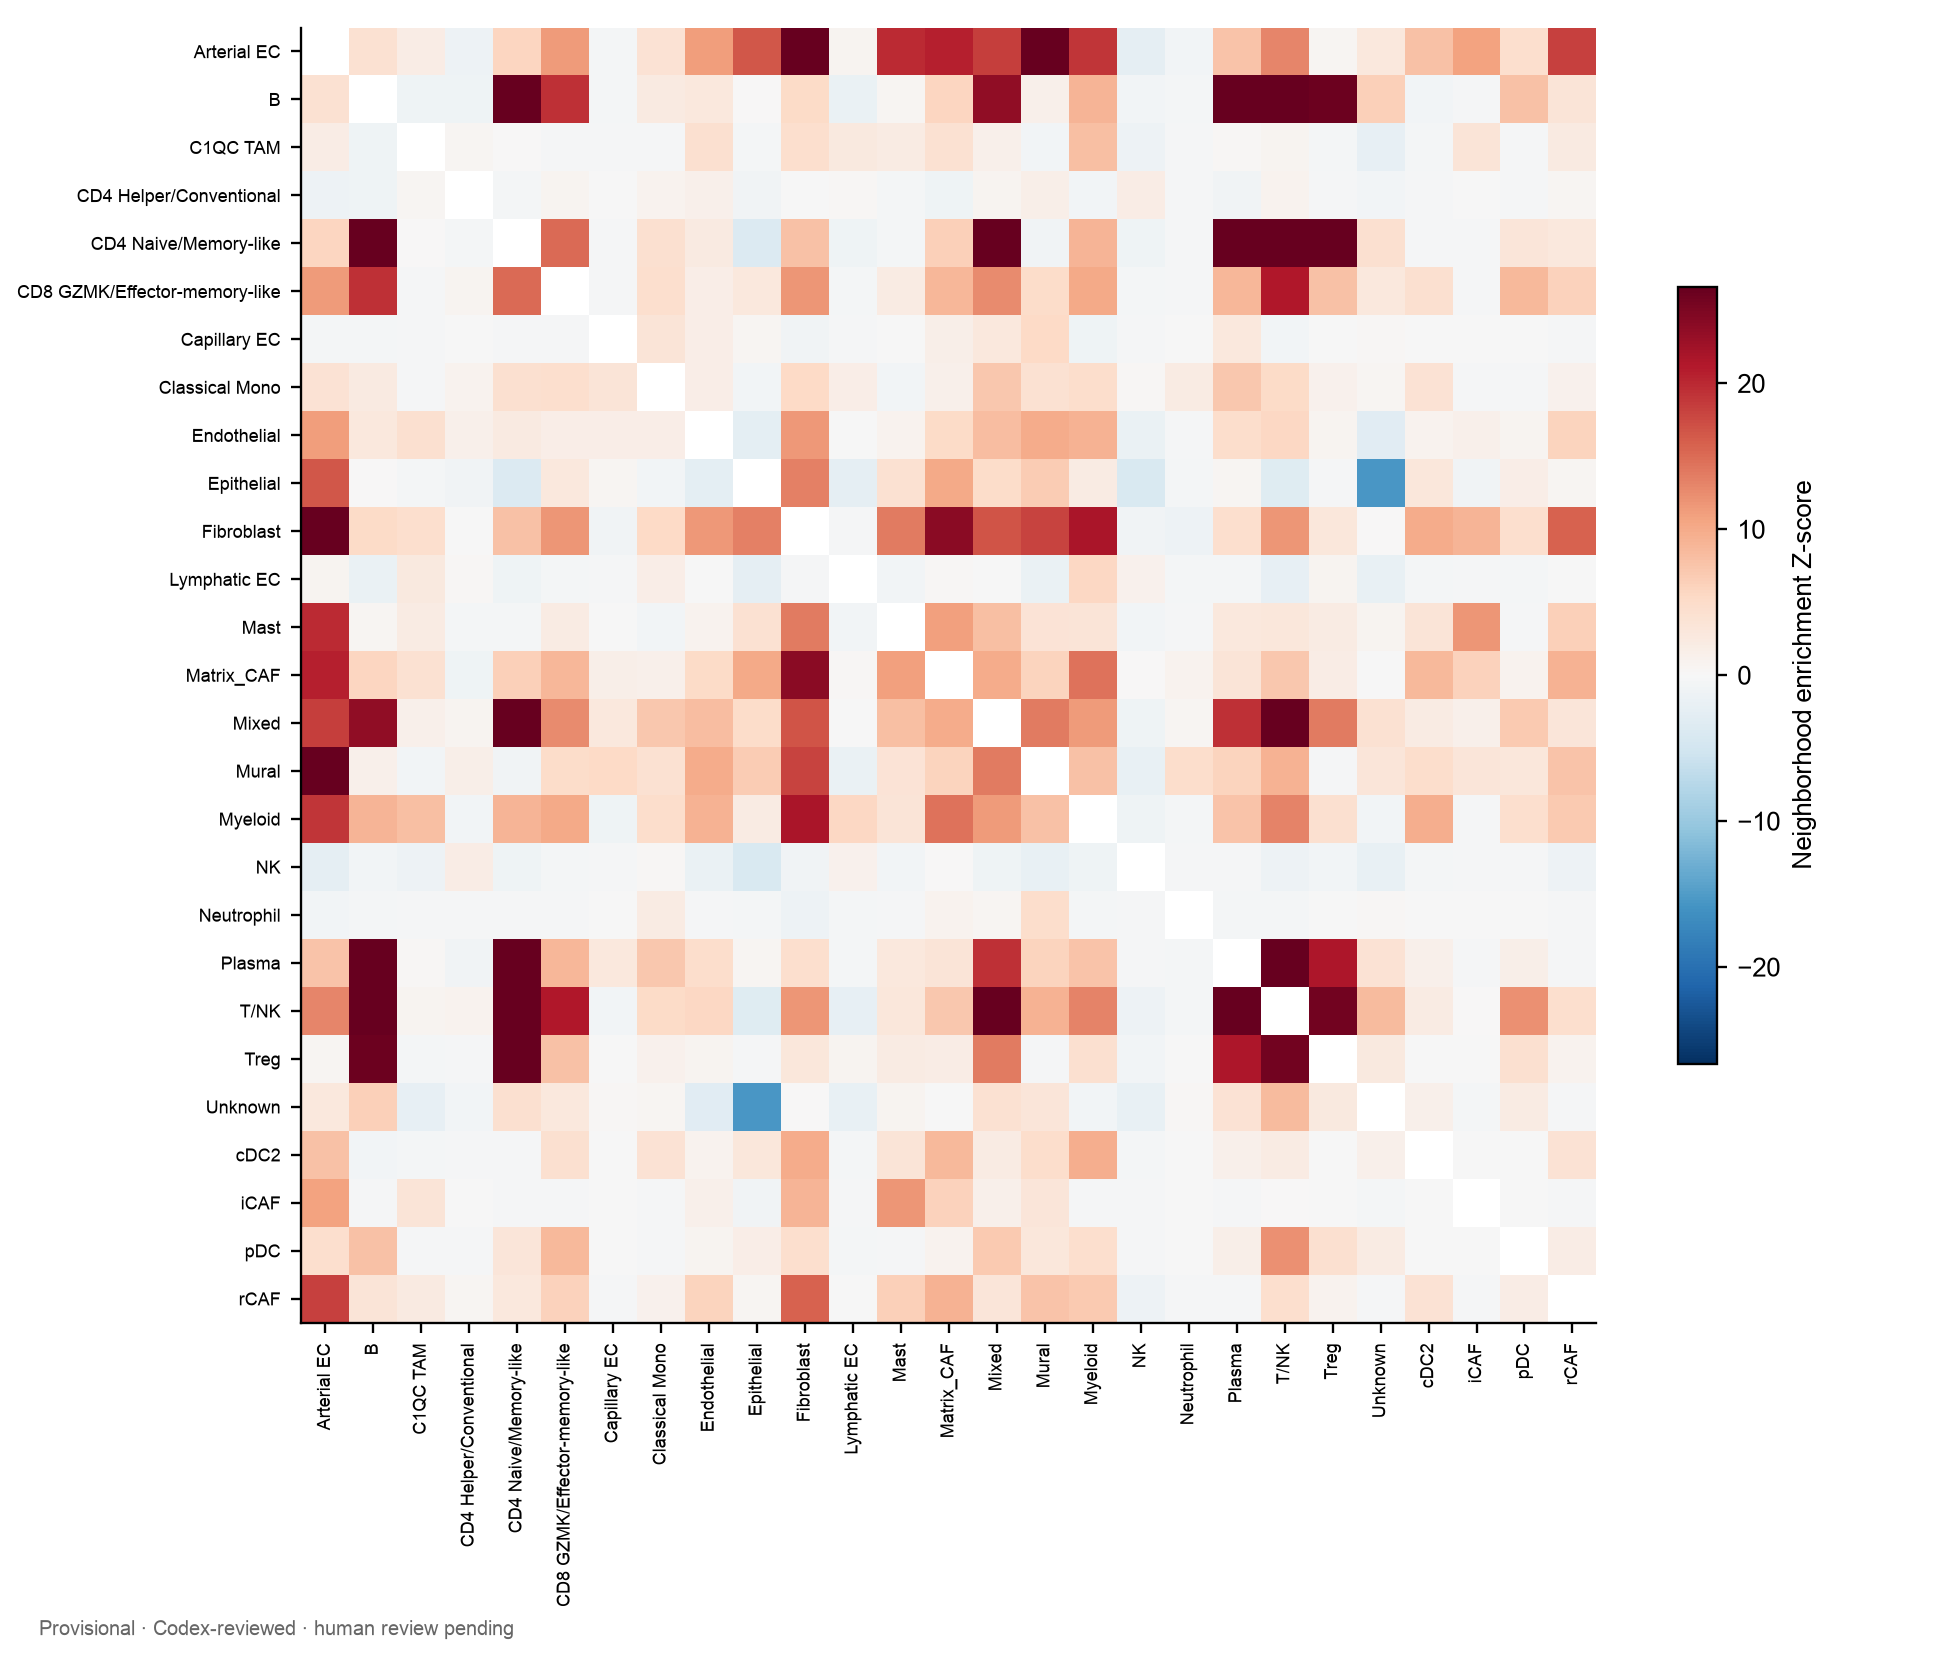 Arterial EC
B
C1QC TAM
CD4 Helper/Conventional
CD4 Naive/Memory-like
CD8 GZMK/Effector-memory-like
Capillary EC
Classical Mono
Endothelial
Epithelial
Fibroblast
Lymphatic EC
Mast
Matrix_CAF
Mixed
Mural
Myeloid
NK
Neutrophil
Plasma
T/NK
Treg
Unknown
cDC2
iCAF
pDC
rCAF
Arterial EC
B
C1QC TAM
CD4 Helper/Conventional
CD4 Naive/Memory-like
CD8 GZMK/Effector-memory-like
Capillary EC
Classical Mono
Endothelial
Epithelial
Fibroblast
Lymphatic EC
Mast
Matrix_CAF
Mixed
Mural
Myeloid
NK
Neutrophil
Plasma
T/NK
Treg
Unknown
cDC2
iCAF
pDC
rCAF
20
10
0
−10
−20
Neighborhood enrichment Z-score
Provisional · Codex-reviewed · human review pending